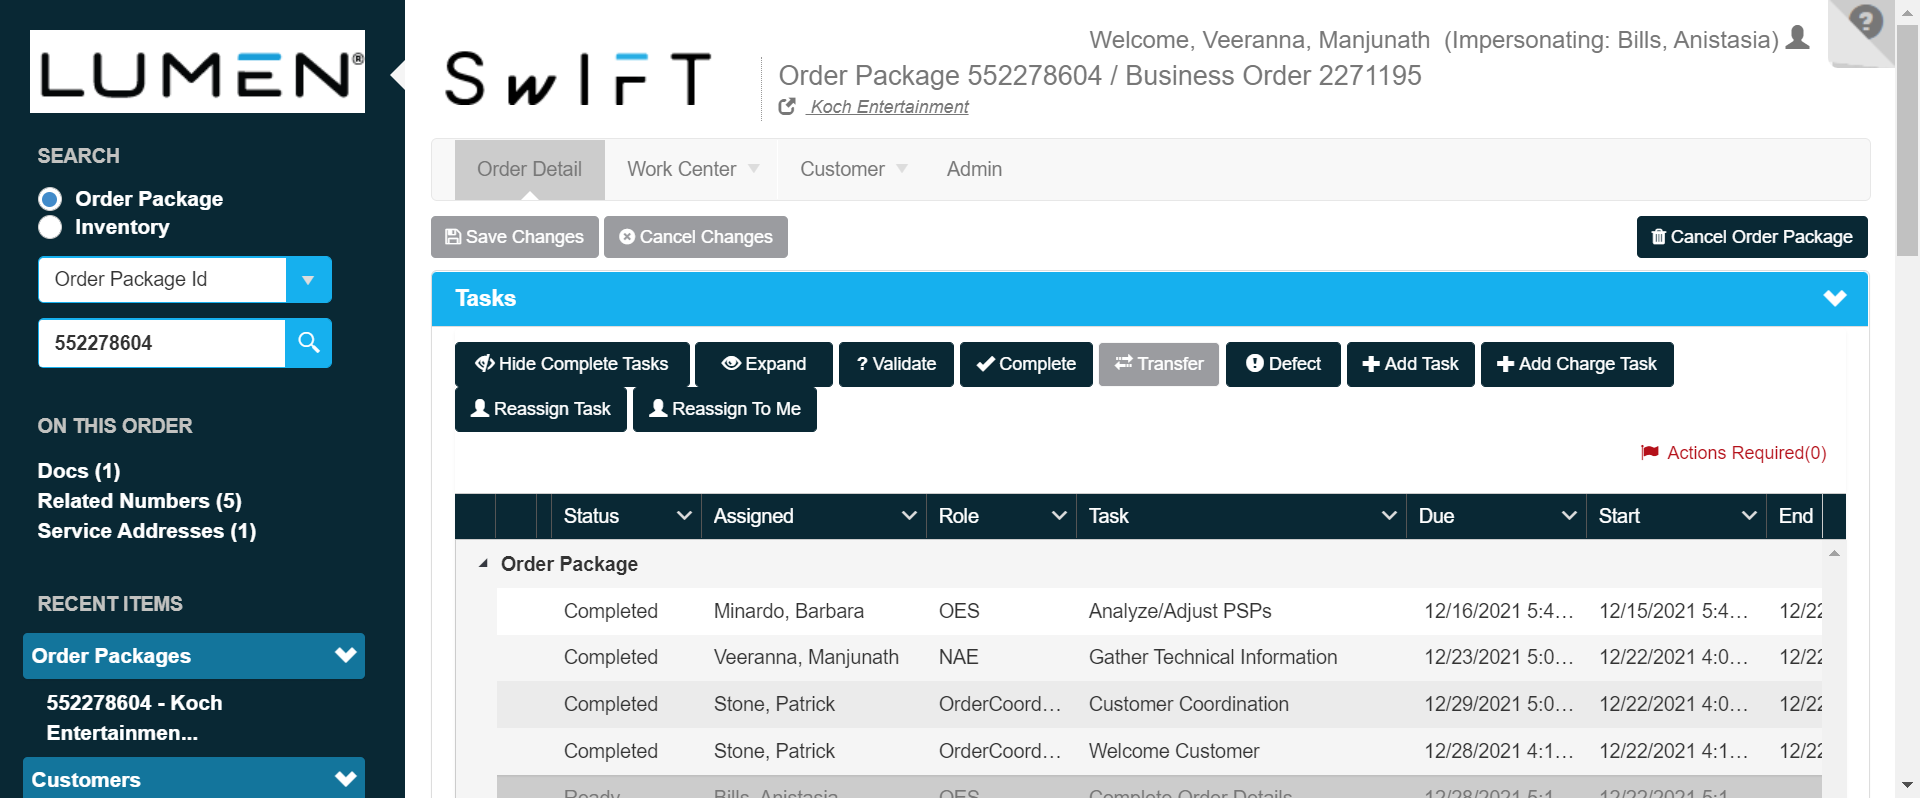 LUMEN®
SEARCH
Order Package
Inventory
Order Package Id
552278604
ON THIS ORDER
Docs (1)
Related Numbers (5)
Service Addresses (1)
RECENT ITEMS
Order Packages
552278604 - Koch
Entertainmen...
Customers
SwIFT
Welcome, Veeranna, Manjunath (Impersonating: Bills, Anistasia)
?
Order Package 552278604 / Business Order 2271195
Koch Entertainment
Order Detail Work Center Customer Admin
Save Changes Cancel Changes Cancel Order Package
Tasks
Hide Complete Tasks Expand ? Validate Complete Transfer Defect Add Task Add Charge Task
Reassign Task Reassign To Me
Actions Required(0)
Status Assigned Role Task Due Start End
Order Package
Completed Minardo, Barbara OES Analyze/Adjust PSPs 12/16/2021 5:4... 12/15/2021 5:4... 12/22
Completed Veeranna, Manjunath NAE Gather Technical Information 12/23/2021 5:0... 12/22/2021 4:0... 12/22
Completed Stone, Patrick OrderCoord... Customer Coordination 12/29/2021 5:0... 12/22/2021 4:0... 12/22
Completed Stone, Patrick OrderCoord... Welcome Customer 12/28/2021 4:1... 12/22/2021 4:1... 12/22
Ready Bills, Anistasia OES Complete Order Details 12/28/2021 5:1... 12/22/2021 5:1...